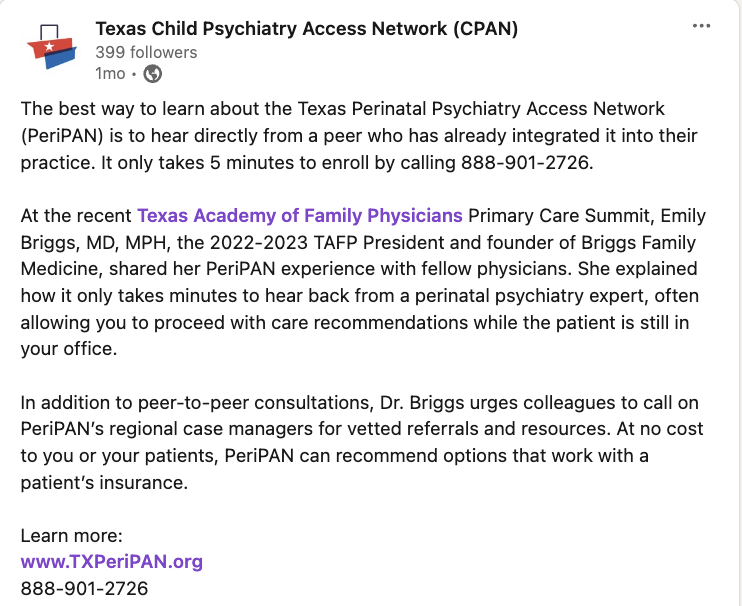 Texas Child Psychiatry Access Network (CPAN)
399 followers
1mo •
The best way to learn about the Texas Perinatal Psychiatry Access Network
(PeriPAN) is to hear directly from a peer who has already integrated it into their
practice. It only takes 5 minutes to enroll by calling 888-901-2726.
At the recent Texas Academy of Family Physicians Primary Care Summit, Emily
Briggs, MD, MPH, the 2022-2023 TAFP President and founder of Briggs Family
Medicine, shared her PeriPAN experience with fellow physicians. She explained
how it only takes minutes to hear back from a perinatal psychiatry expert, often
allowing you to proceed with care recommendations while the patient is still in
your office.
In addition to peer-to-peer consultations, Dr. Briggs urges colleagues to call on
PeriPAN’s regional case managers for vetted referrals and resources. At no cost
to you or your patients, PeriPAN can recommend options that work with a
patient’s insurance.
Learn more:
www.TXPeriPAN.org
888-901-2726